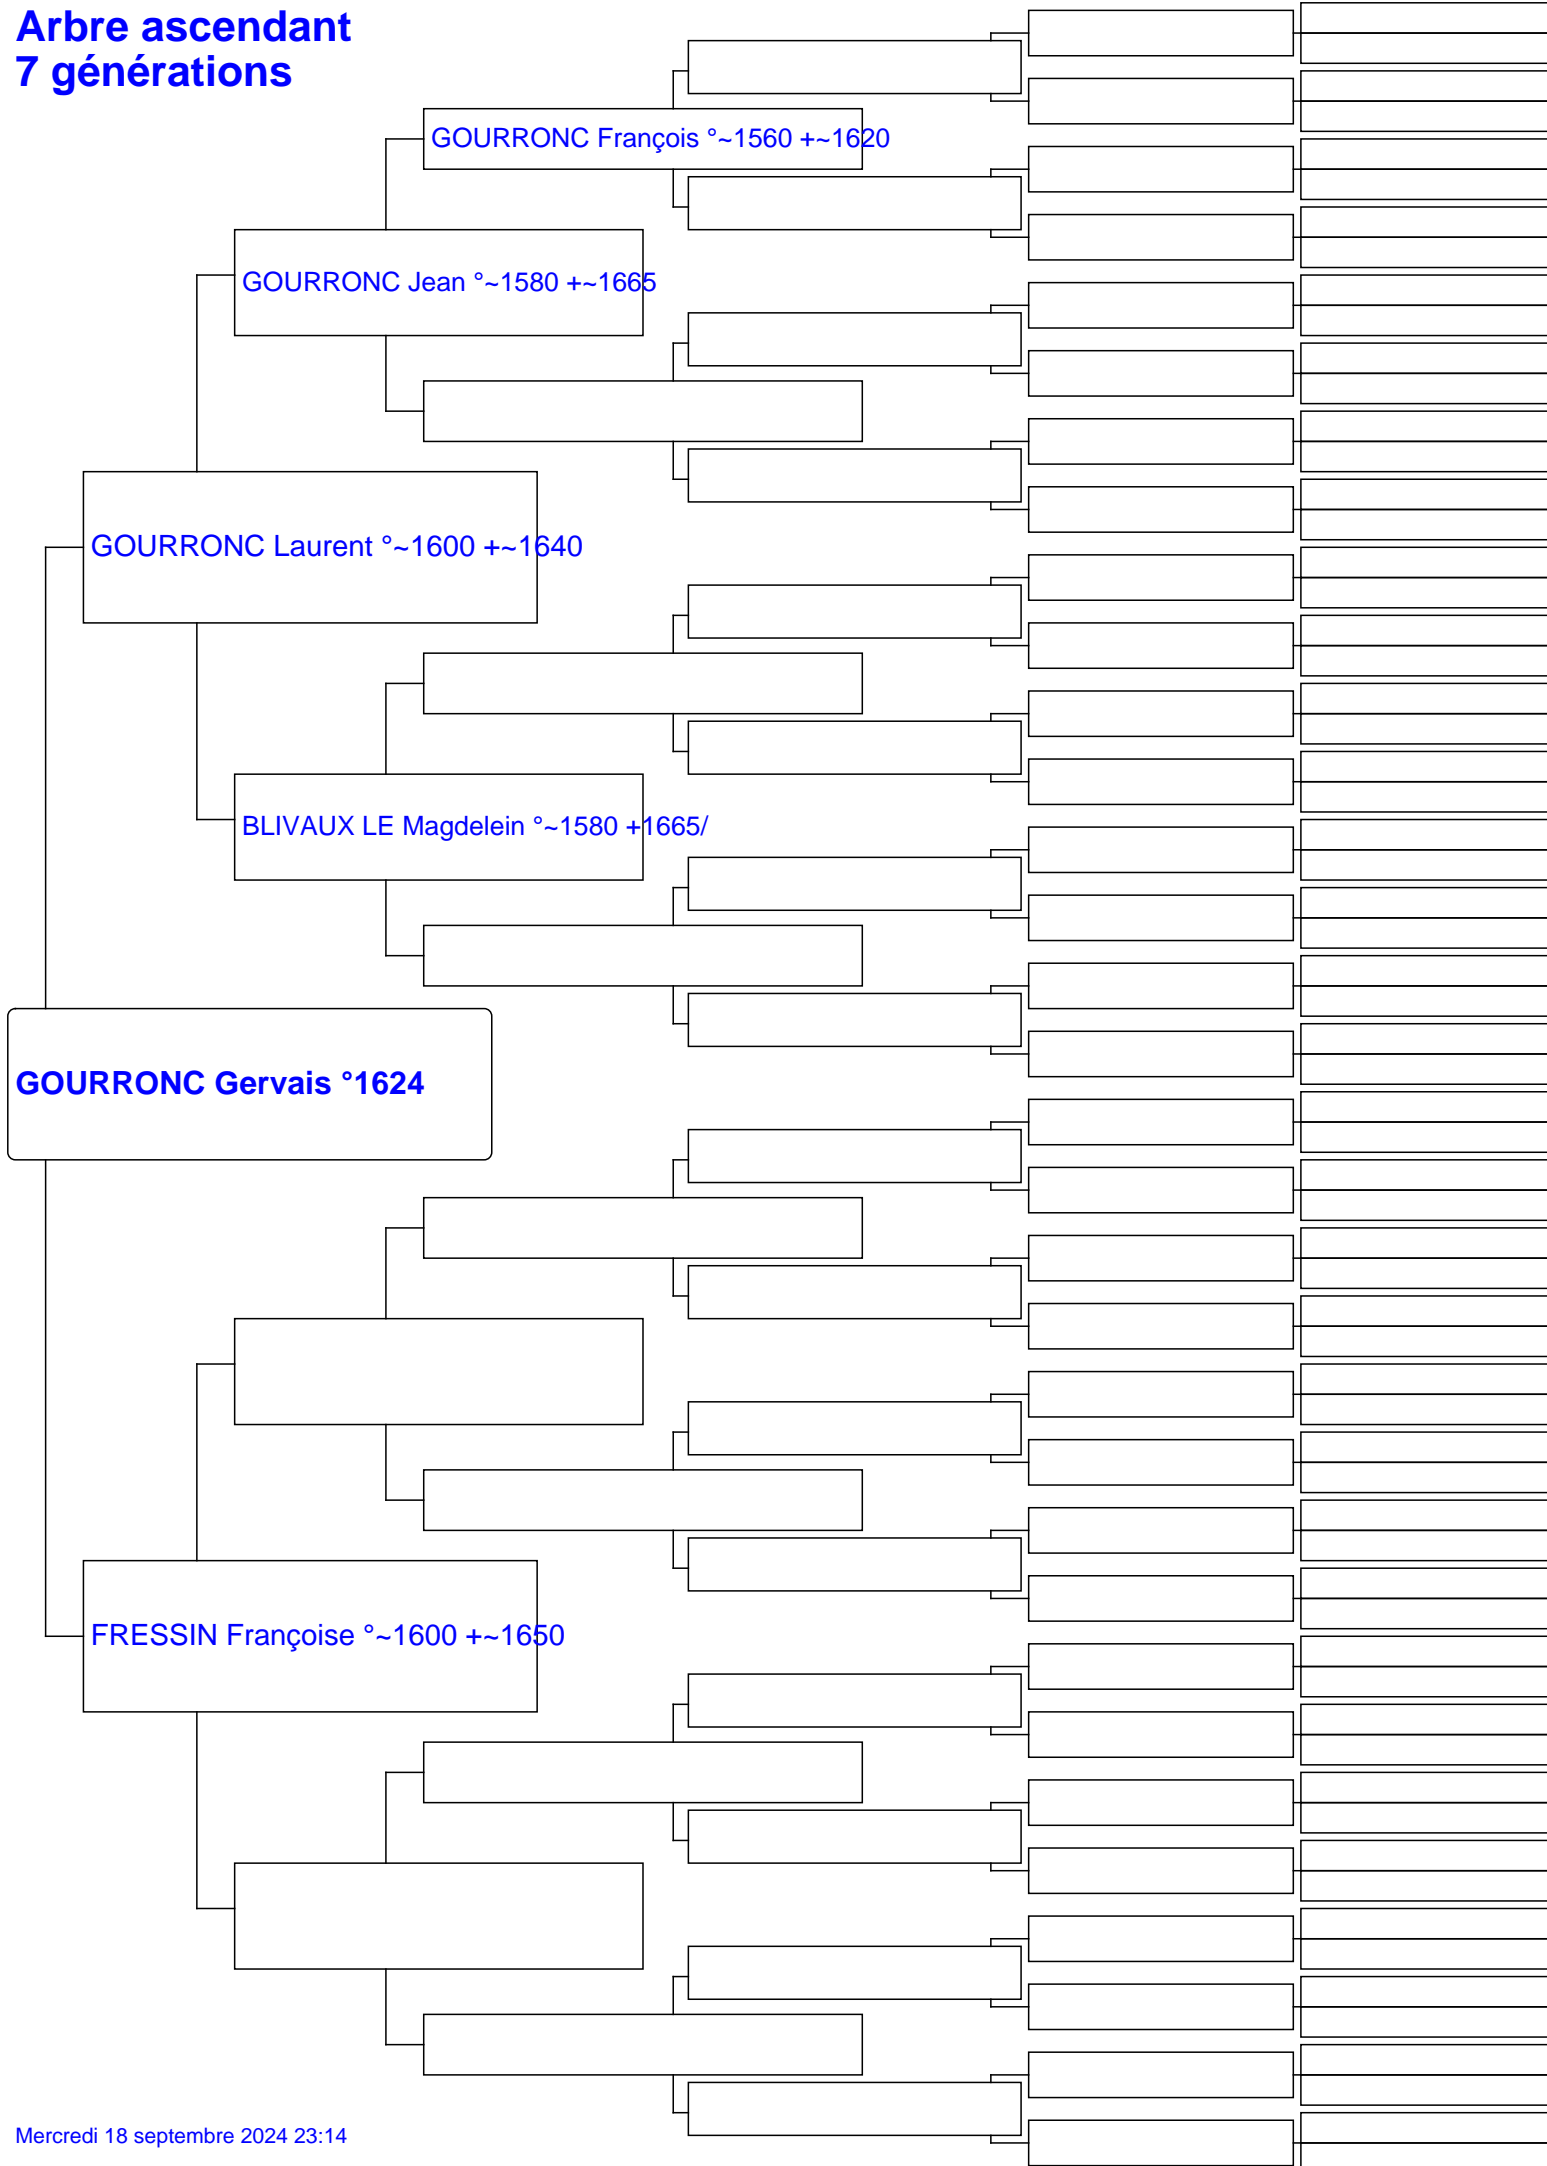 Arbre ascendant
7 générations
GOURRONC François °~1560 +~1620
GOURRONC Jean °~1580 +~1665
GOURRONC Laurent °~1600 +~1640
BLIVAUX LE Magdelein °~1580 +1665/
GOURRONC Gervais °1624
FRESSIN Françoise °~1600 +~1650
Mercredi 18 septembre 2024 23:14